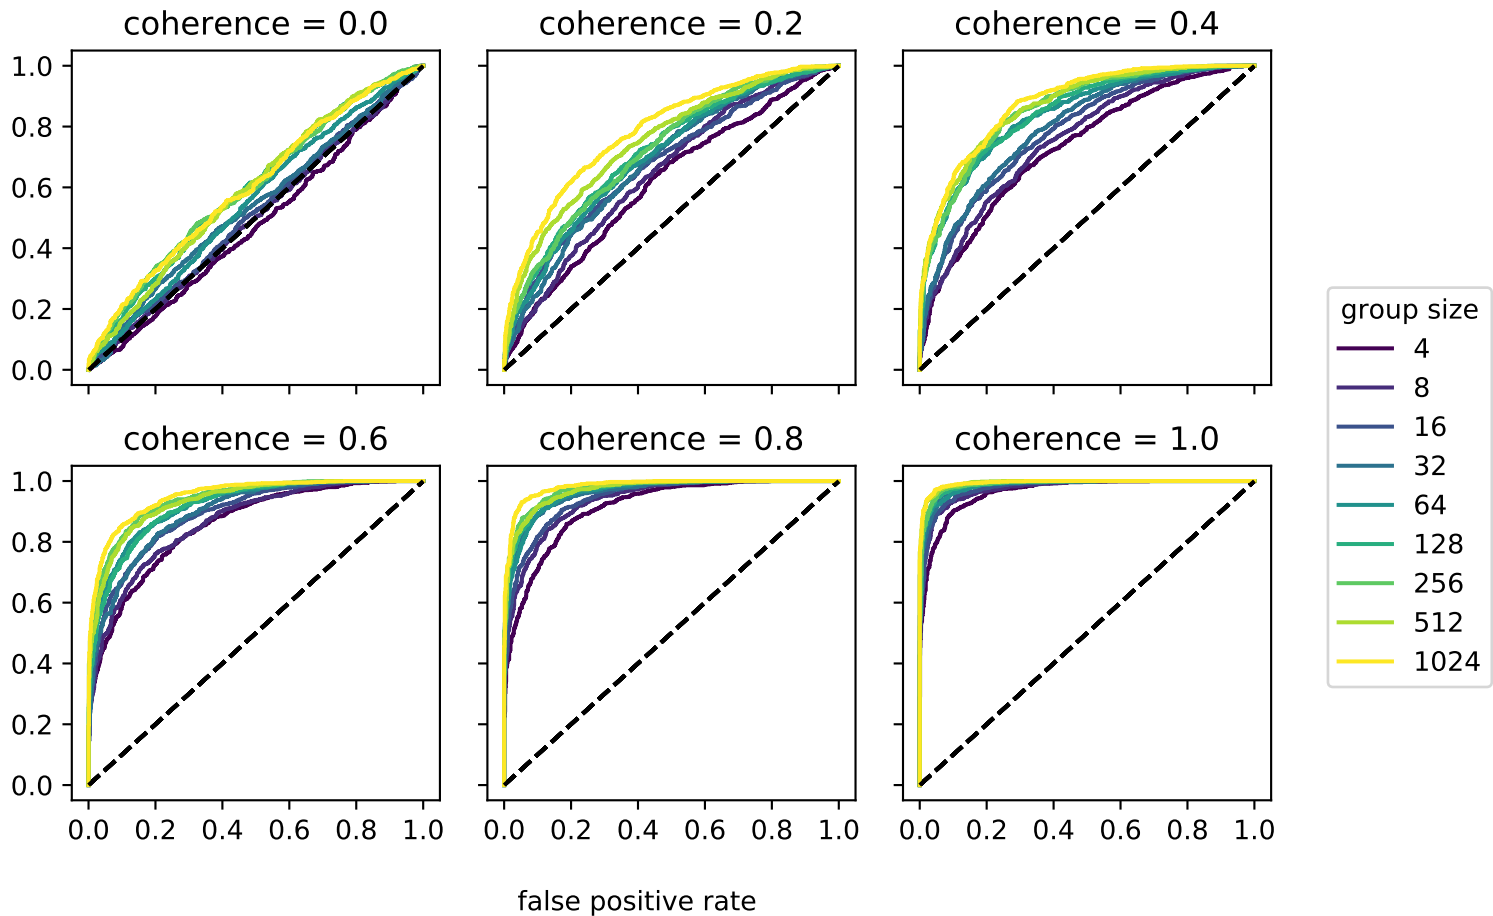 coherence = 0.0
coherence = 0.2
coherence = 0.4
1.0
0.8
0.6
0.4
0.2
0.0
coherence = 0.6
coherence = 0.8
coherence = 1.0
1.0
0.8
0.6
0.4
0.2
0.0
0.0 0.2 0.4 0.6 0.8 1.0
0.0 0.2 0.4 0.6 0.8 1.0
0.0 0.2 0.4 0.6 0.8 1.0
false positive rate
group size
4
8
16
32
64
128
256
512
1024